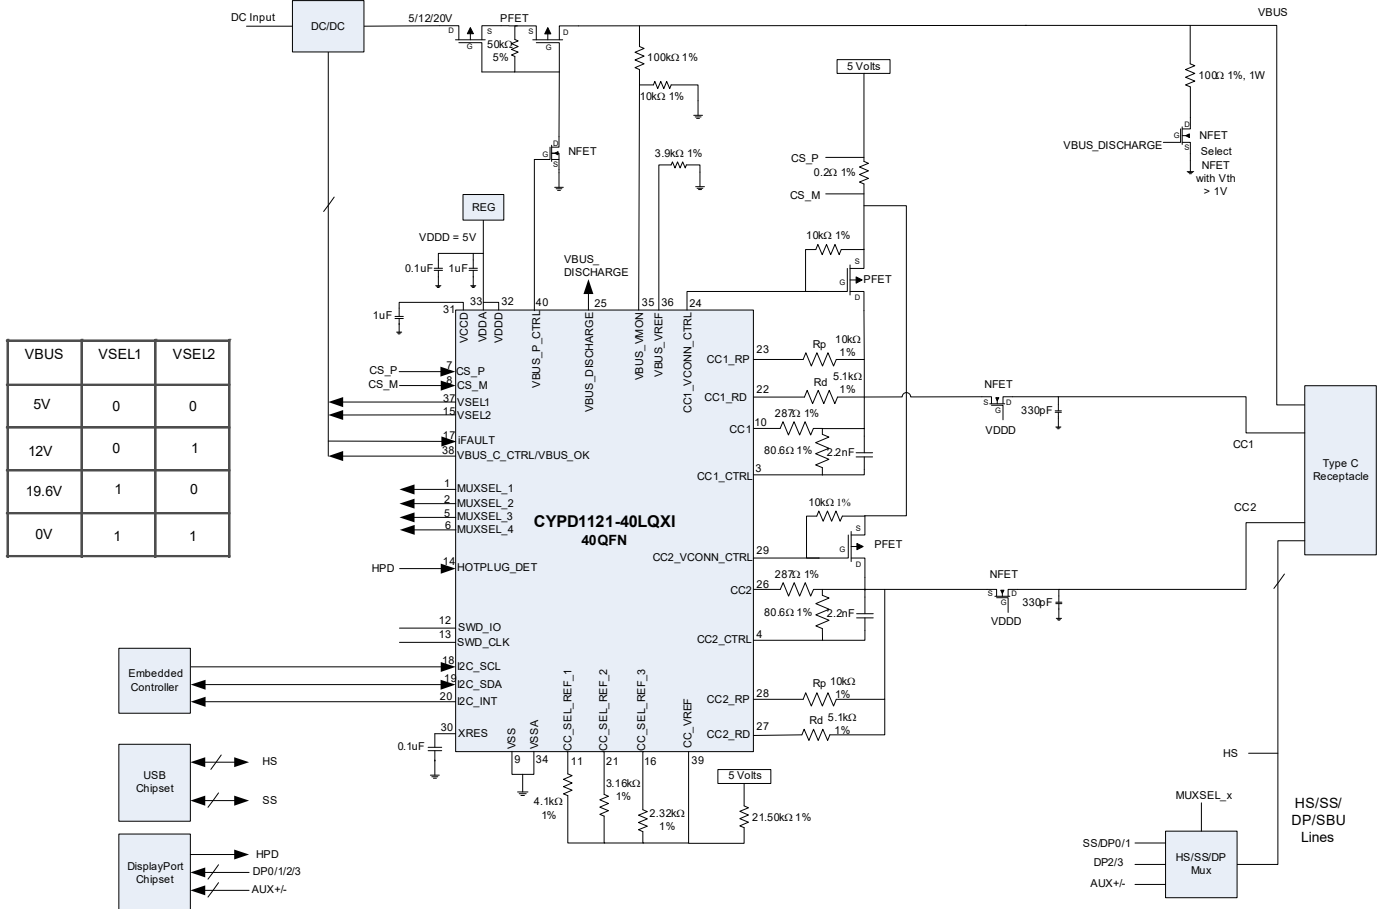 DC Input
DC/DC
5/12/20V
PFET
D
S
G
S
D
G
50kΩ
5%
VBUS
100kΩ 1%
10kΩ 1%
5 Volts
100Ω 1%, 1W
D
G
S
NFET
VBUS_DISCHARGE
D
G
S
NFET
Select
NFET
with Vth
> 1V
3.9kΩ 1%
CS_P
0.2Ω 1%
CS_M
REG
VDDD = 5V
0.1uF
1uF
VBUS_
DISCHARGE
10kΩ 1%
S
G
D
PFET
1uF
31
33
32
40
25
35
36
24
VCCD
VDDA
VDDD
VBUS_P_CTRL
VBUS_DISCHARGE
VBUS_VMON
VBUS_VREF
CC1_VCONN_CTRL
VBUS VSEL1 VSEL2
5V 0 0
12V 0 1
19.6V 1 0
0V 1 1
CS_P 7 CS_P
CS_M 8 CS_M
37 VSEL1
15 VSEL2
17 iFAULT
38 VBUS_C_CTRL/VBUS_OK
1 MUXSEL_1
2 MUXSEL_2
5 MUXSEL_3
6 MUXSEL_4
HPD 14 HOTPLUG_DET
12 SWD_IO
13 SWD_CLK
18 I2C_SCL
19 I2C_SDA
20 I2C_INT
30 XRES
0.1uF
CYPD1121-40LQXI
40QFN
CC1_RP 23 Rp 10kΩ
1%
CC1_RD 22 Rd 5.1kΩ
1%
CC1 10 287Ω 1%
80.6Ω 1% 2.2nF
CC1_CTRL 3
NFET
S
D
G
VDDD
330pF
CC1
10kΩ 1%
S
G
D
PFET
CC2_VCONN_CTRL 29
CC2 26 287Ω 1%
80.6Ω 1% 2.2nF
CC2_CTRL 4
NFET
S
D
G
VDDD
330pF
CC2
Type C
Receptacle
CC2_RP 28 Rp 10kΩ
1%
CC2_RD 27 Rd 5.1kΩ
1%
VSS
VSSA
CC_SEL_REF_1
CC_SEL_REF_2
CC_SEL_REF_3
CC_VREF
9
34
11
21
16
39
4.1kΩ
1%
3.16kΩ
1%
2.32kΩ
1%
5 Volts
21.50kΩ 1%
Embedded
Controller
USB
Chipset
HS
SS
DisplayPort
Chipset
HPD
DP0/1/2/3
AUX+/-
HS
MUXSEL_x
SS/DP0/1
DP2/3
AUX+/-
HS/SS/DP
Mux
HS/SS/
DP/SBU
Lines